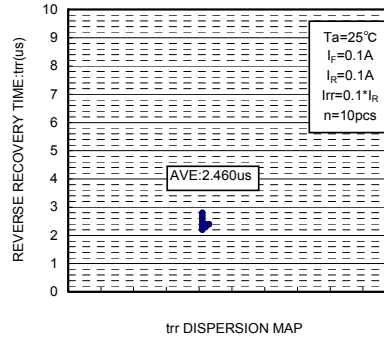 REVERSE RECOVERY TIME:trr(us)
10
9
8
7
6
5
4
3
2
1
0
Ta=25℃
IF=0.1A
IR=0.1A
Irr=0.1*IR
n=10pcs
AVE:2.460us
trr DISPERSION MAP